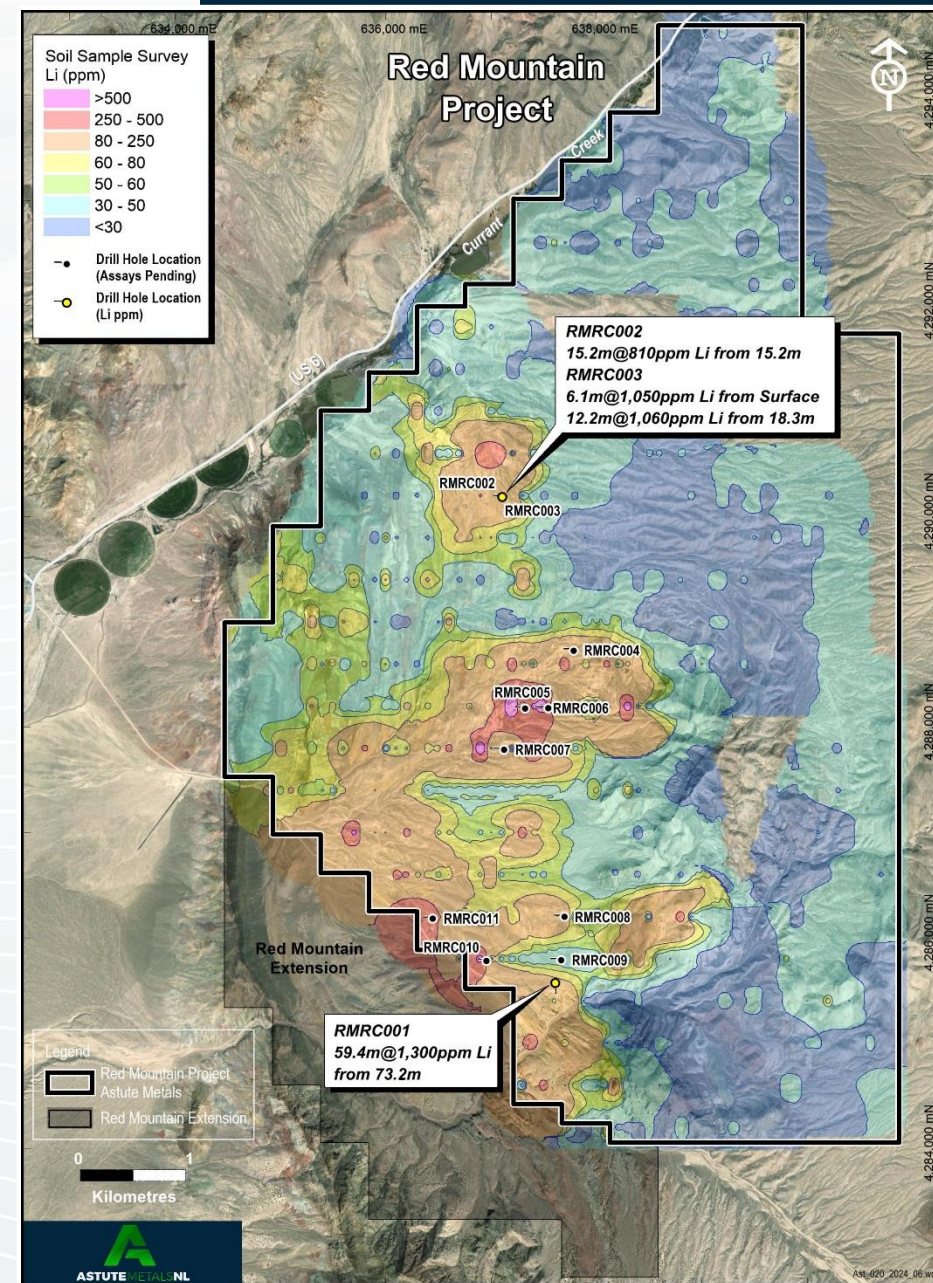 634,000 mE
636,000 mE
638,000 mE
Soil Sample Survey
Li (ppm)
>500
250 - 500
80 - 250
60 - 80
50 - 60
30 - 50
<30
Drill Hole Location
(Assays Pending)
Drill Hole Location
(Li ppm)
Red Mountain
Project
N
4,294,000 mN
Creek
Currant
4,292,000 mN
(US 6)
RMRC002
15.2m@810ppm Li from 15.2m
RMRC003
6.1m@1,050ppm Li from Surface
12.2m@1,060ppm Li from 18.3m
RMRC002
RMRC003
4,290,000 mN
RMRC004
RMRC005
RMRC006
RMRC007
4,288,000 mN
RMRC011
RMRC008
RMRC010
RMRC009
4,286,000 mN
Red Mountain
Extension
RMRC001
59.4m@1,300ppm Li
from 73.2m
Legend
Red Mountain Project
Astute Metals
Red Mountain Extension
4,284,000 mN
0 1
Kilometres
ASTUTE METALS NL